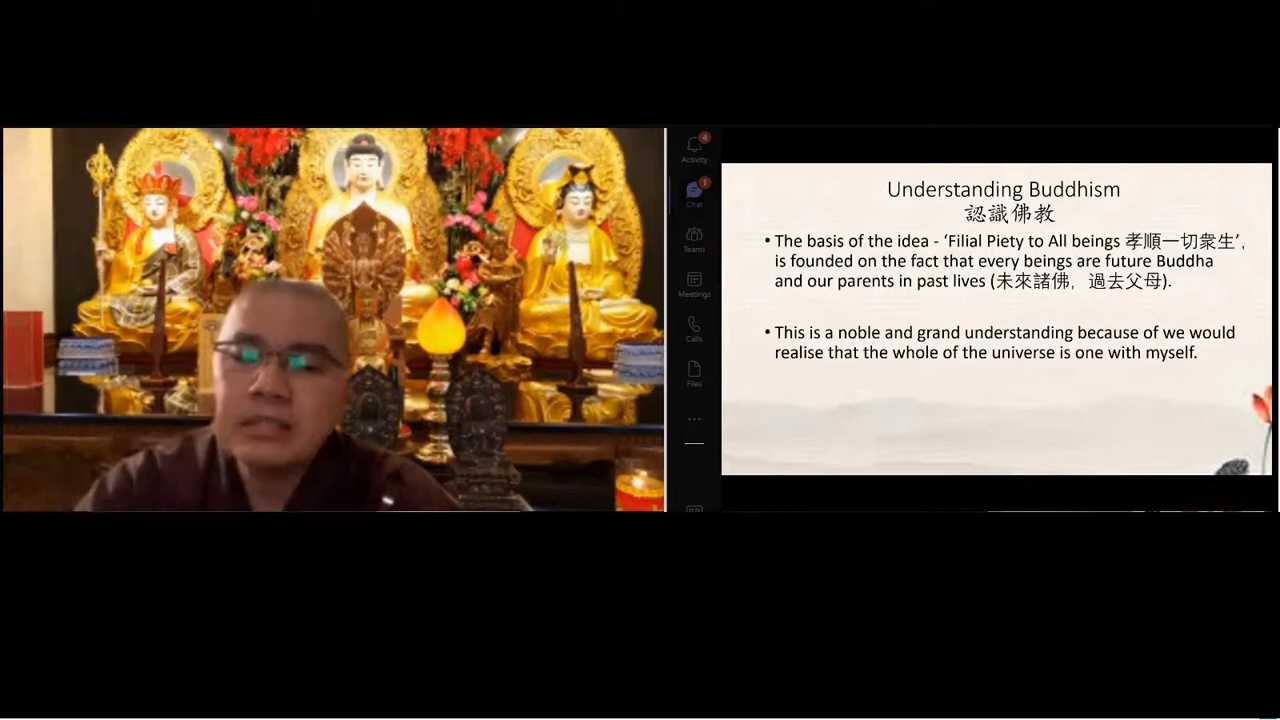 4
Activity
1
Chat
Teams
Meetings
Calls
Files
...
Understanding Buddhism
認識佛教
• The basis of the idea - ‘Filial Piety to All beings 孝順一切衆生’,
is founded on the fact that every beings are future Buddha
and our parents in past lives (未來諸佛, 過去父母).
• This is a noble and grand understanding because of we would
realise that the whole of the universe is one with myself.